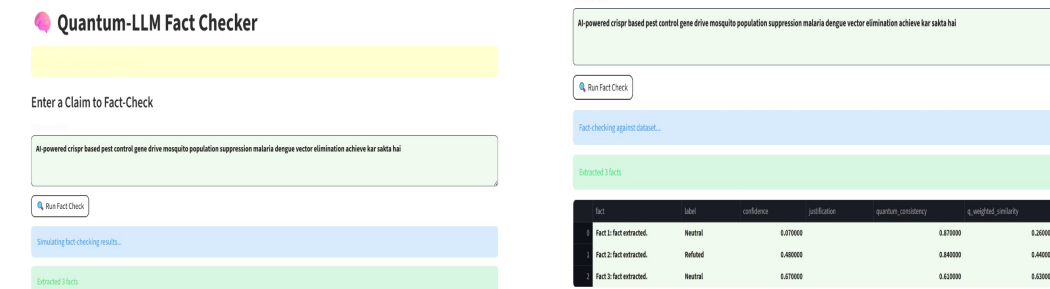 Quantum-LLM Fact Checker
Enter a Claim to Fact-Check
AI-powered crispr based pest control gene drive mosquito population suppression malaria dengue vector elimination achieve kar sakta hai
Run Fact Check
Simulating fact-checking results...
Extracted 3 facts
AI-powered crispr based pest control gene drive mosquito population suppression malaria dengue vector elimination achieve kar sakta hai
Run Fact Check
Fact-checking against dataset...
Extracted 3 facts
fact label confidence justification quantum_consistency q_weighted_similarity
0 Fact 1: fact extracted. Neutral 0.070000 0.870000 0.26000
1 Fact 2: fact extracted. Refuted 0.480000 0.840000 0.44000
2 Fact 3: fact extracted. Neutral 0.670000 0.610000 0.63000